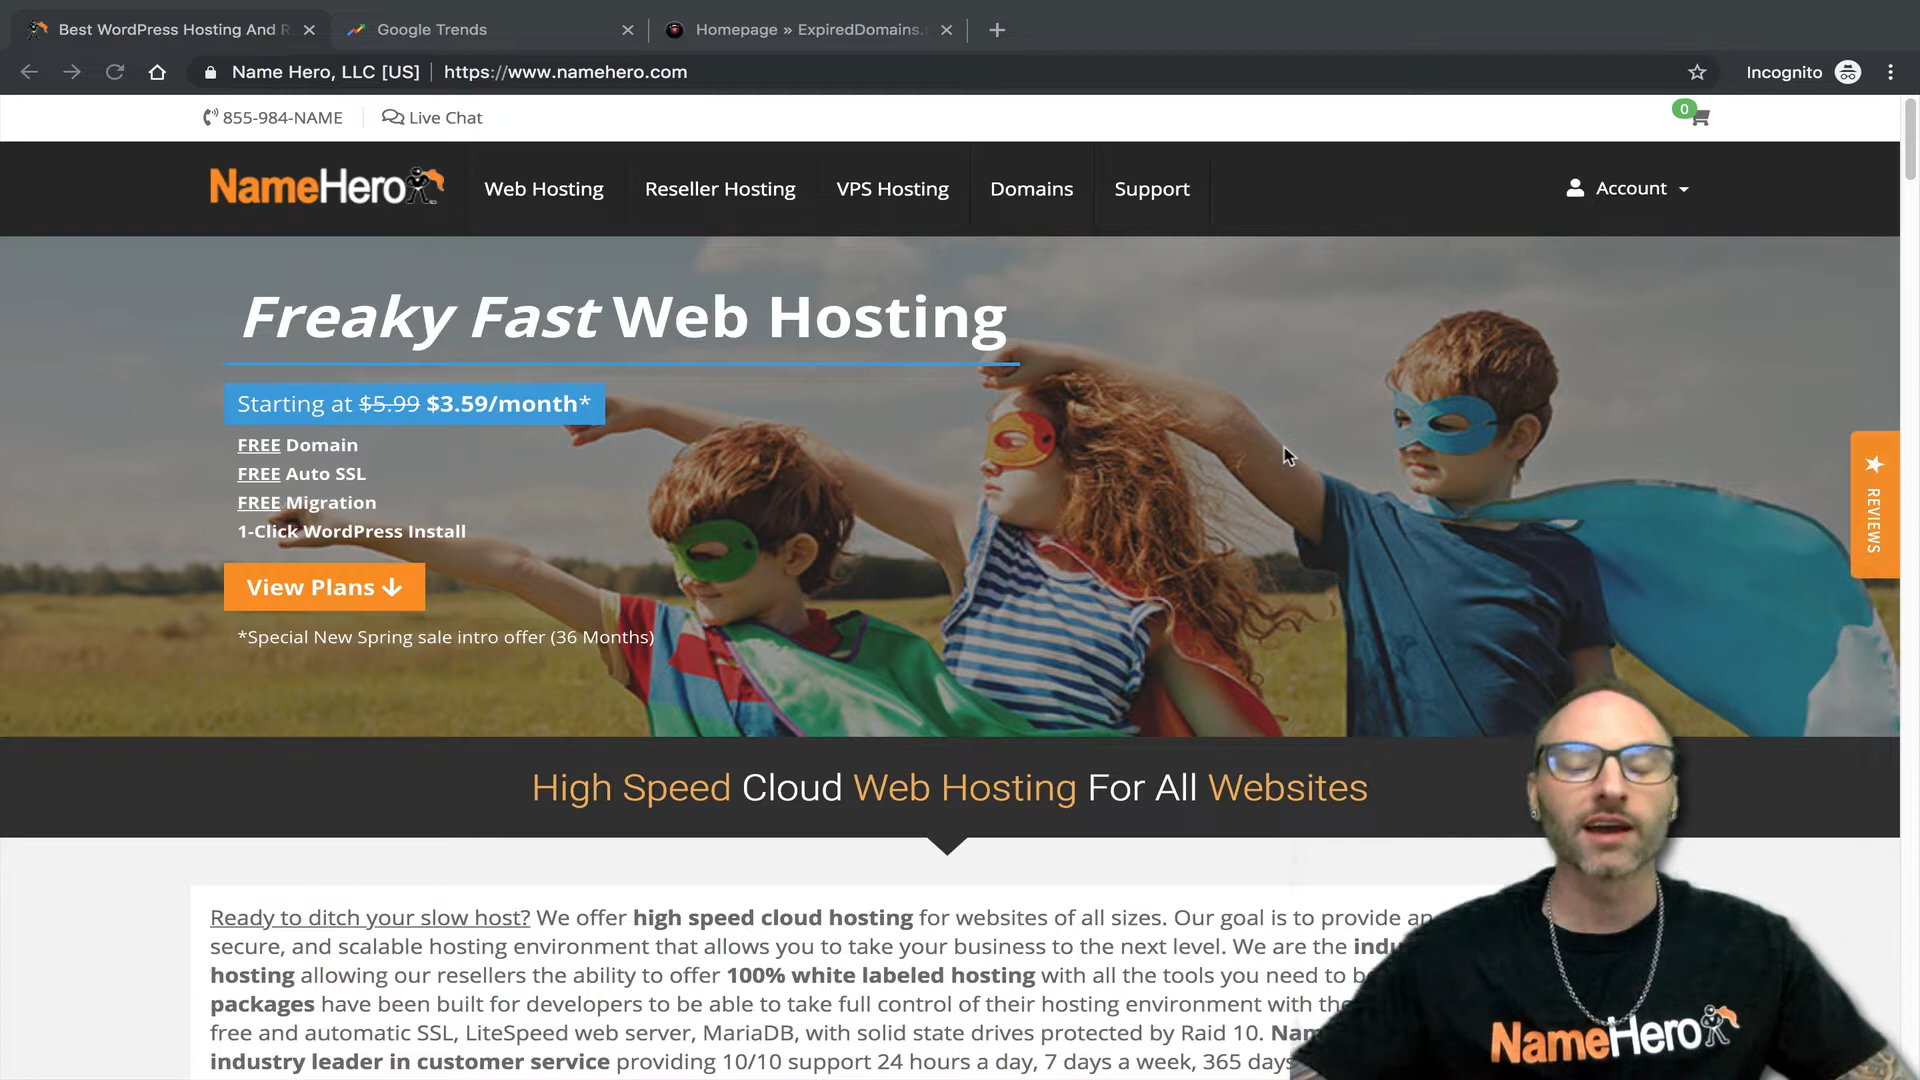 Best WordPress Hosting And R
Google Trends
Homepage » ExpiredDomains.
Name Hero, LLC [US]
https://www.namehero.com
Incognito
855-984-NAME
Live Chat
0
NameHero
Web Hosting
Reseller Hosting
VPS Hosting
Domains
Support
Account
Freaky Fast Web Hosting
Starting at $5.99 $3.59/month*
FREE Domain
FREE Auto SSL
FREE Migration
1-Click WordPress Install
View Plans
*Special New Spring sale intro offer (36 Months)
REVIEWS
High Speed Cloud Web Hosting For All Websites
Ready to ditch your slow host? We offer high speed cloud hosting for websites of all sizes. Our goal is to provide an
secure, and scalable hosting environment that allows you to take your business to the next level. We are the
hosting allowing our resellers the ability to offer 100% white labeled hosting with all the tools you need to
packages have been built for developers to be able to take full control of their hosting environment with the
free and automatic SSL, LiteSpeed web server, MariaDB, with solid state drives protected by Raid 10.
industry leader in customer service providing 10/10 support 24 hours a day, 7 days a week, 365 days
NameHero